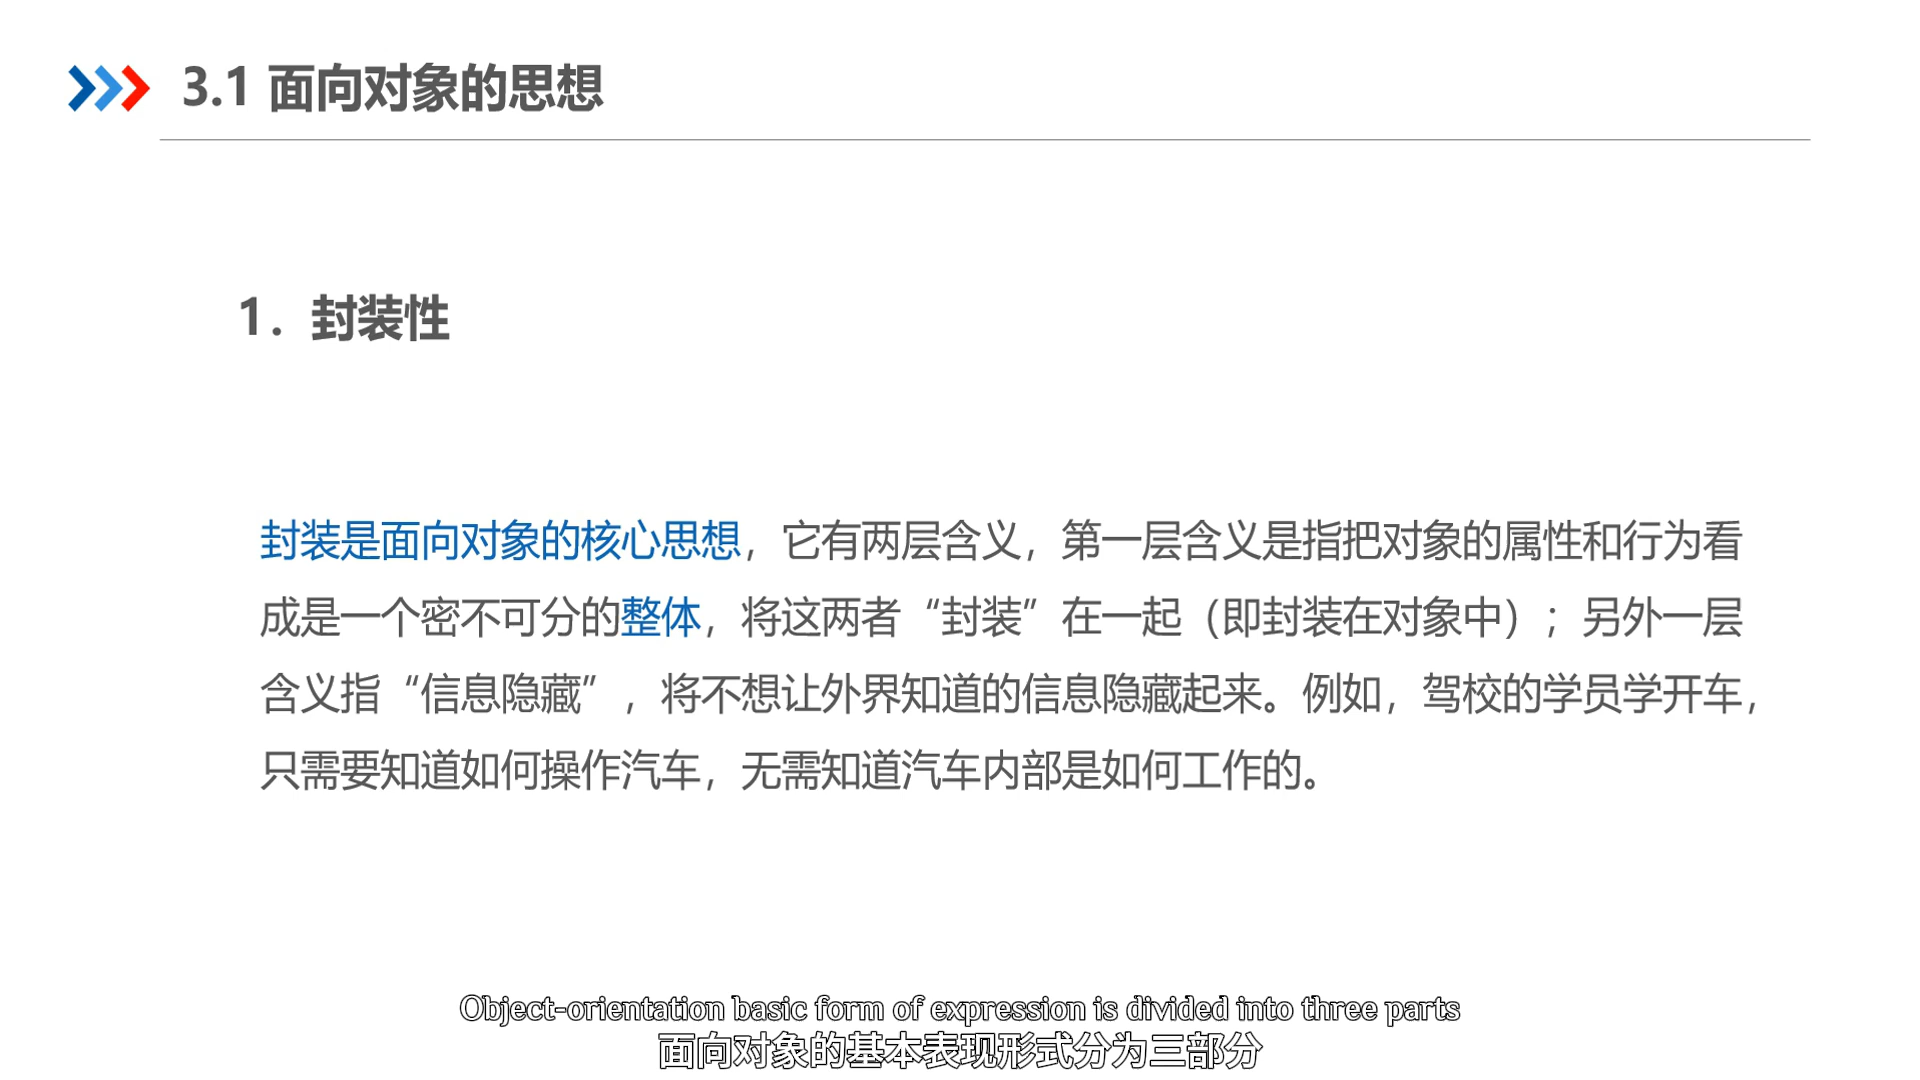 3.1 面向对象的思想
1. 封装性
封装是面向对象的核心思想，它有两层含义，第一层含义是指把对象的属性和行为看
成是一个密不可分的整体，将这两者“封装”在一起（即封装在对象中）；另外一层
含义指“信息隐藏”，将不想让外界知道的信息隐藏起来。例如，驾校的学员学开车，
只需要知道如何操作汽车，无需知道汽车内部是如何工作的。
Object-orientation basic form of expression is divided into three parts
面向对象的基本表现形式分为三部分